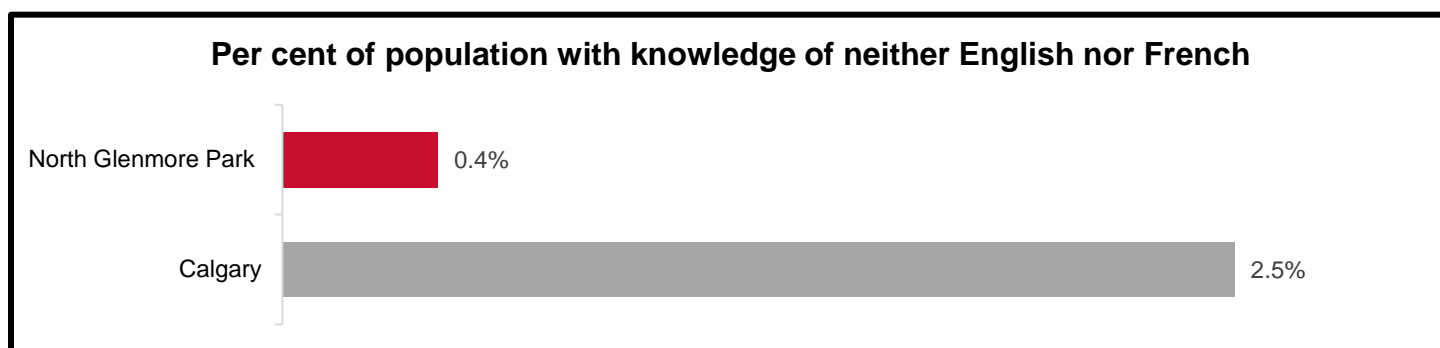 Per cent of population with knowledge of neither English nor French
North Glenmore Park
0.4%
Calgary
2.5%